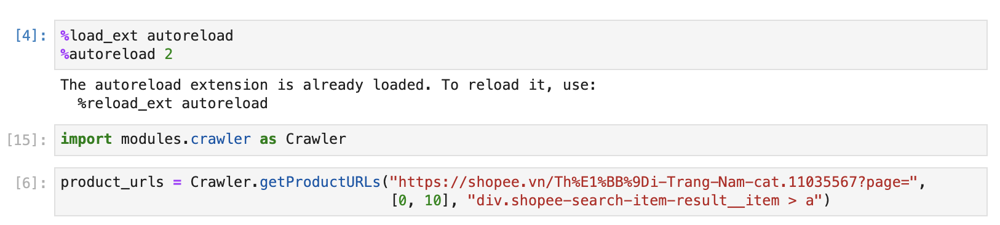 [4]: %load_ext autoreload
%autoreload 2
The autoreload extension is already loaded. To reload it, use:
  %reload_ext autoreload
[15]: import modules.crawler as Crawler
[6]: product_urls = Crawler.getProductURLs("https://shopee.vn/Th%E1%BB%9Di-Trang-Nam-cat.11035567?page=",
[0, 10], "div.shopee-search-item-result__item > a")